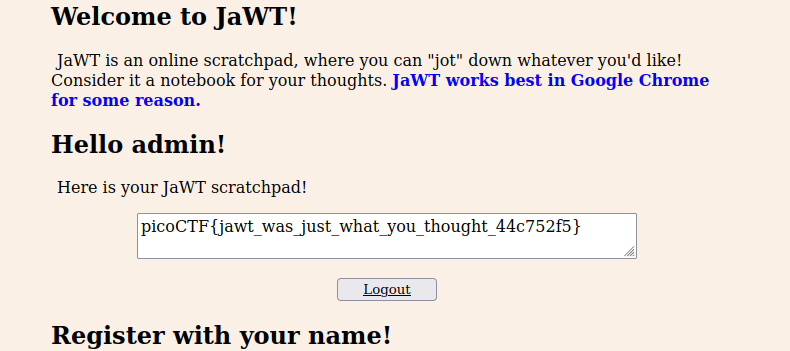 Welcome to JaWT!
JaWT is an online scratchpad, where you can "jot" down whatever you'd like!
Consider it a notebook for your thoughts. JaWT works best in Google Chrome
for some reason.
Hello admin!
Here is your JaWT scratchpad!
picoCTF{jawt_was_just_what_you_thought_44c752f5}
Logout
Register with your name!